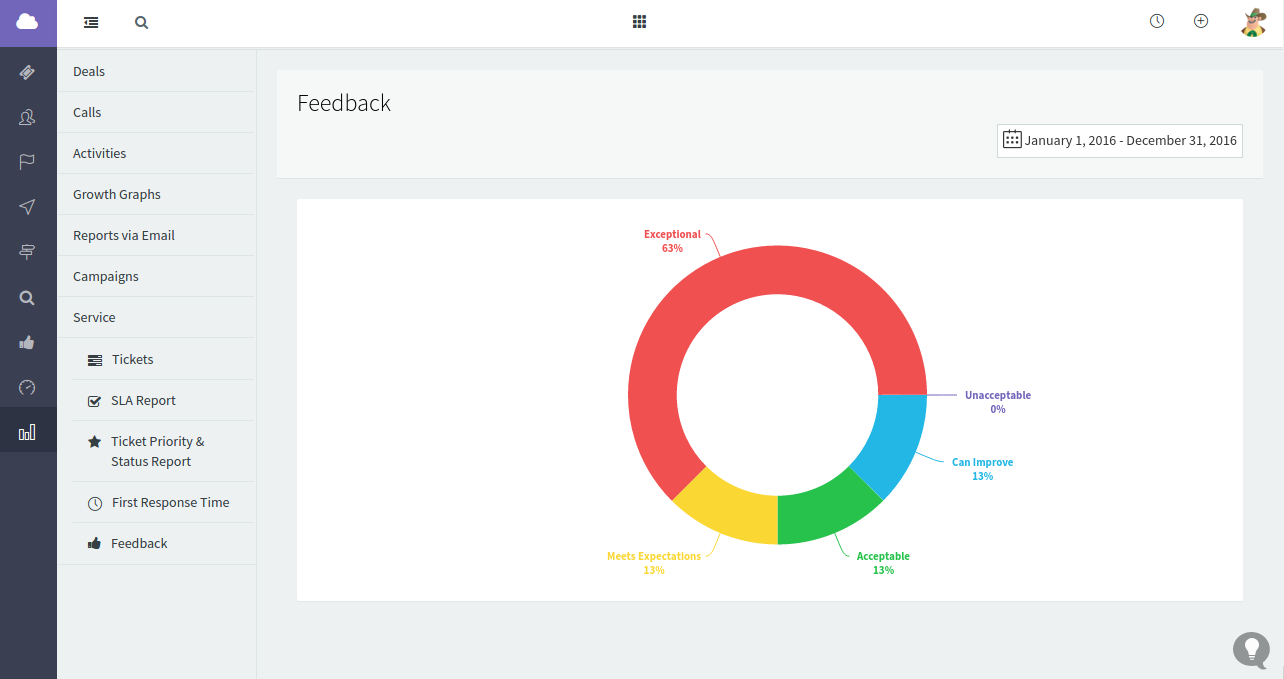 Deals
Calls
Activities
Growth Graphs
Reports via Email
Campaigns
Service
Tickets
SLA Report
Ticket Priority &
Status Report
First Response Time
Feedback
Feedback
January 1, 2016 - December 31, 2016
Exceptional
63%
Unacceptable
0%
Can Improve
13%
Acceptable
13%
Meets Expectations
13%